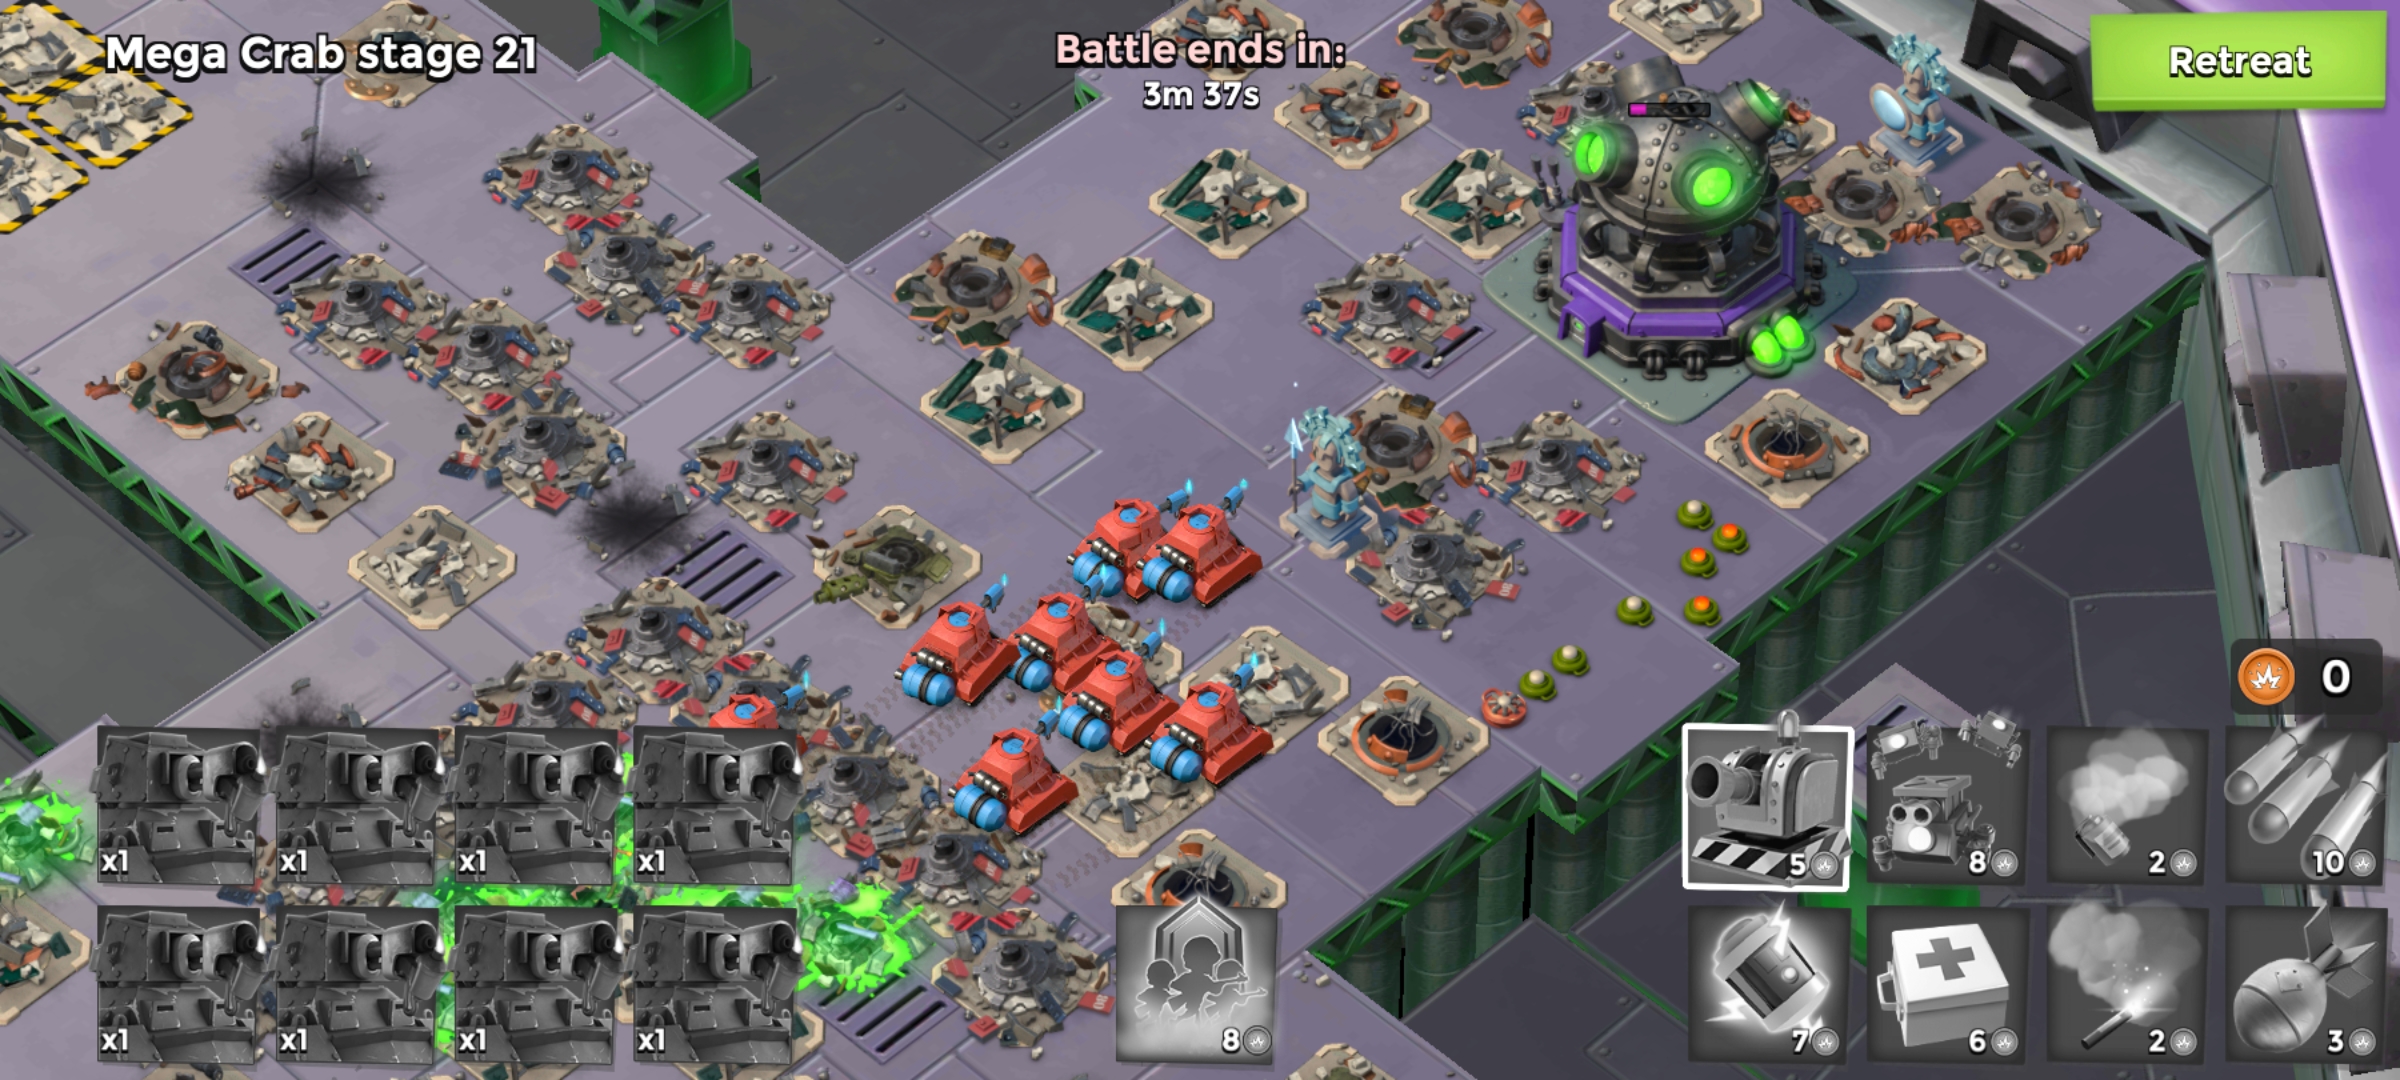 Mega Crab stage 21
Battle ends in:
3m 37s
Retreat
0
x1
x1
x1
x1
5
8
2
10
x1
x1
x1
x1
8
7
6
2
3